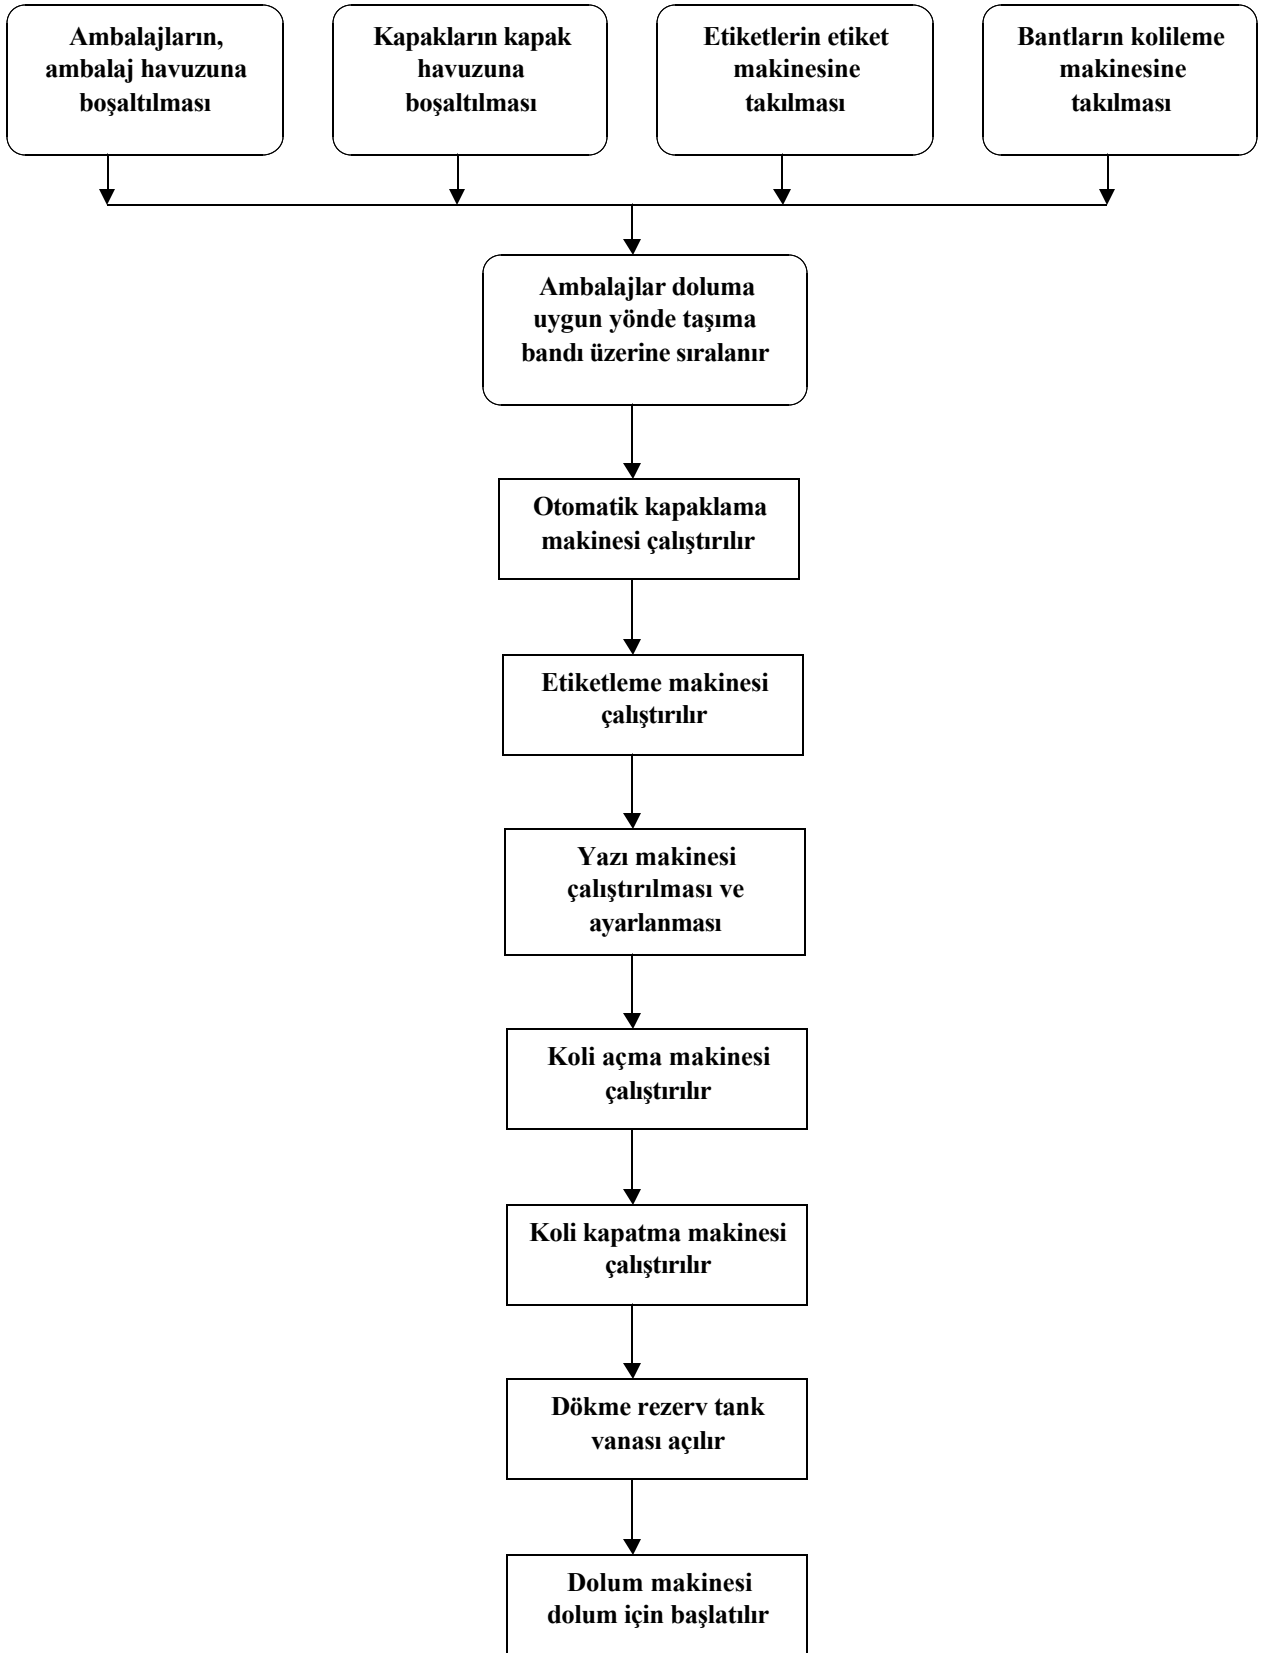 Ambalajların,
ambalaj havuzuna
boşaltılması
Kapakların kapak
havuzuna
boşaltılması
Etiketlerin etiket
makinesine
takılması
Bantların kolileme
makinesine
takılması
Ambalajlar doluma
uygun yönde taşıma
bandı üzerine sıralanır
Otomatik kapaklama
makinesi çalıştırılır
Etiketleme makinesi
çalıştırılır
Yazı makinesi
çalıştırılması ve
ayarlanması
Koli açma makinesi
çalıştırılır
Koli kapatma makinesi
çalıştırılır
Dökme rezerv tank
vanası açılır
Dolum makinesi
dolum için başlatılır